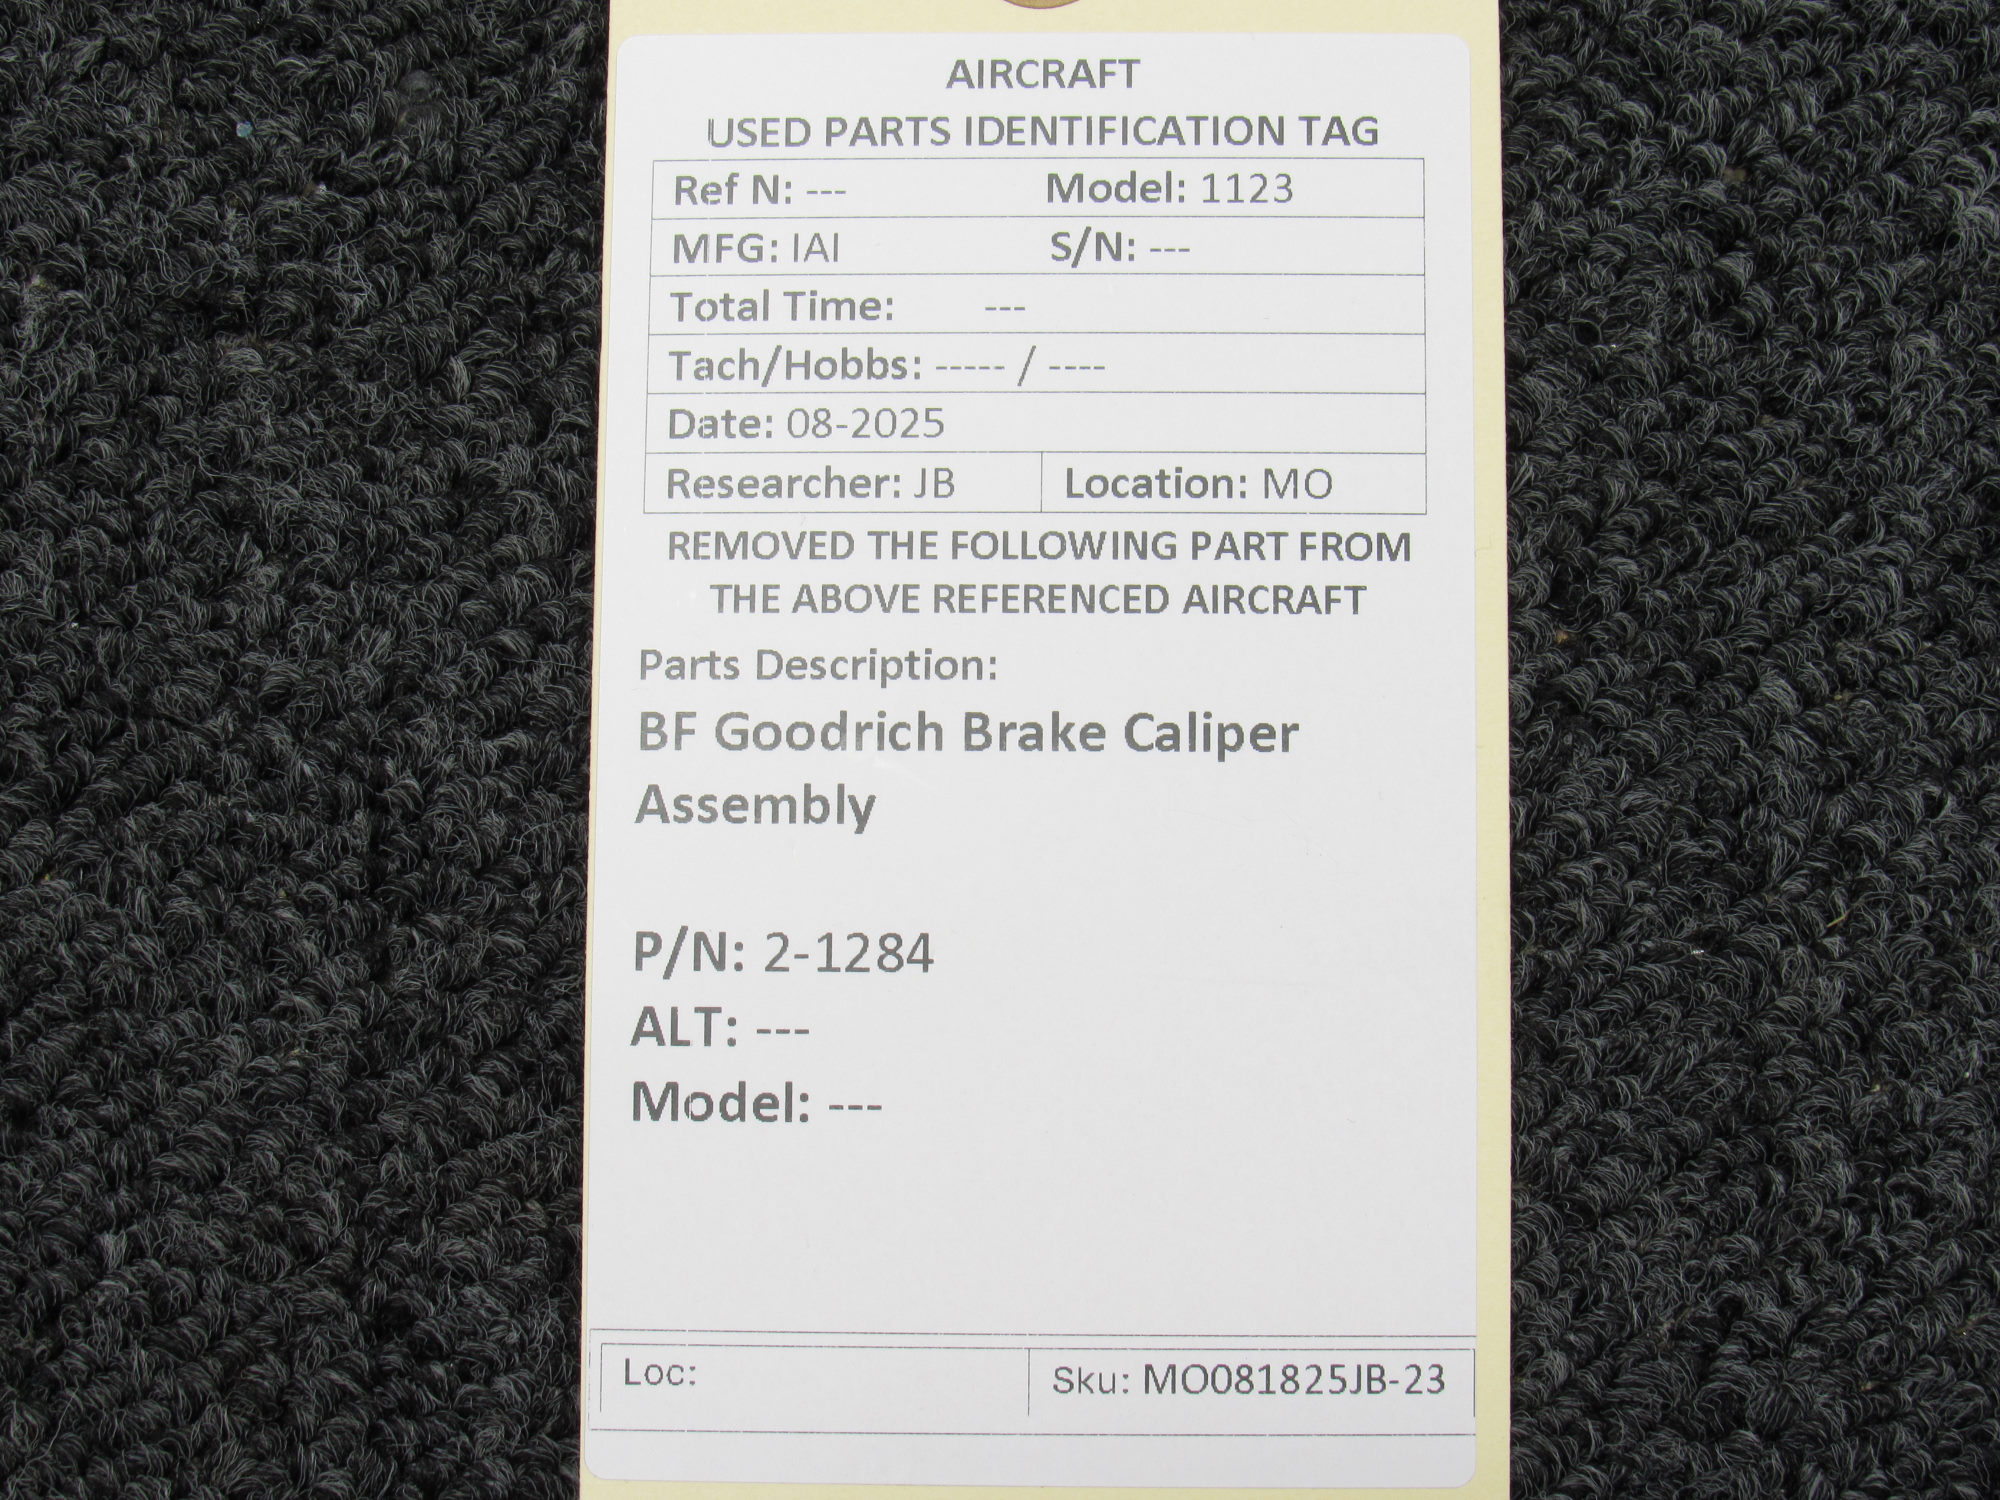 AIRCRAFT
USED PARTS IDENTIFICATION TAG
Ref N: --- Model: 1123
MFG: IAI S/N: ---
Total Time: ---
Tach/Hobbs: ----- / ----
Date: 08-2025
Researcher: JB Location: MO
REMOVED THE FOLLOWING PART FROM
THE ABOVE REFERENCED AIRCRAFT
Parts Description:
BF Goodrich Brake Caliper
Assembly
P/N: 2-1284
ALT: ---
Model: ---
Loc: Sku: MO081825JB-23